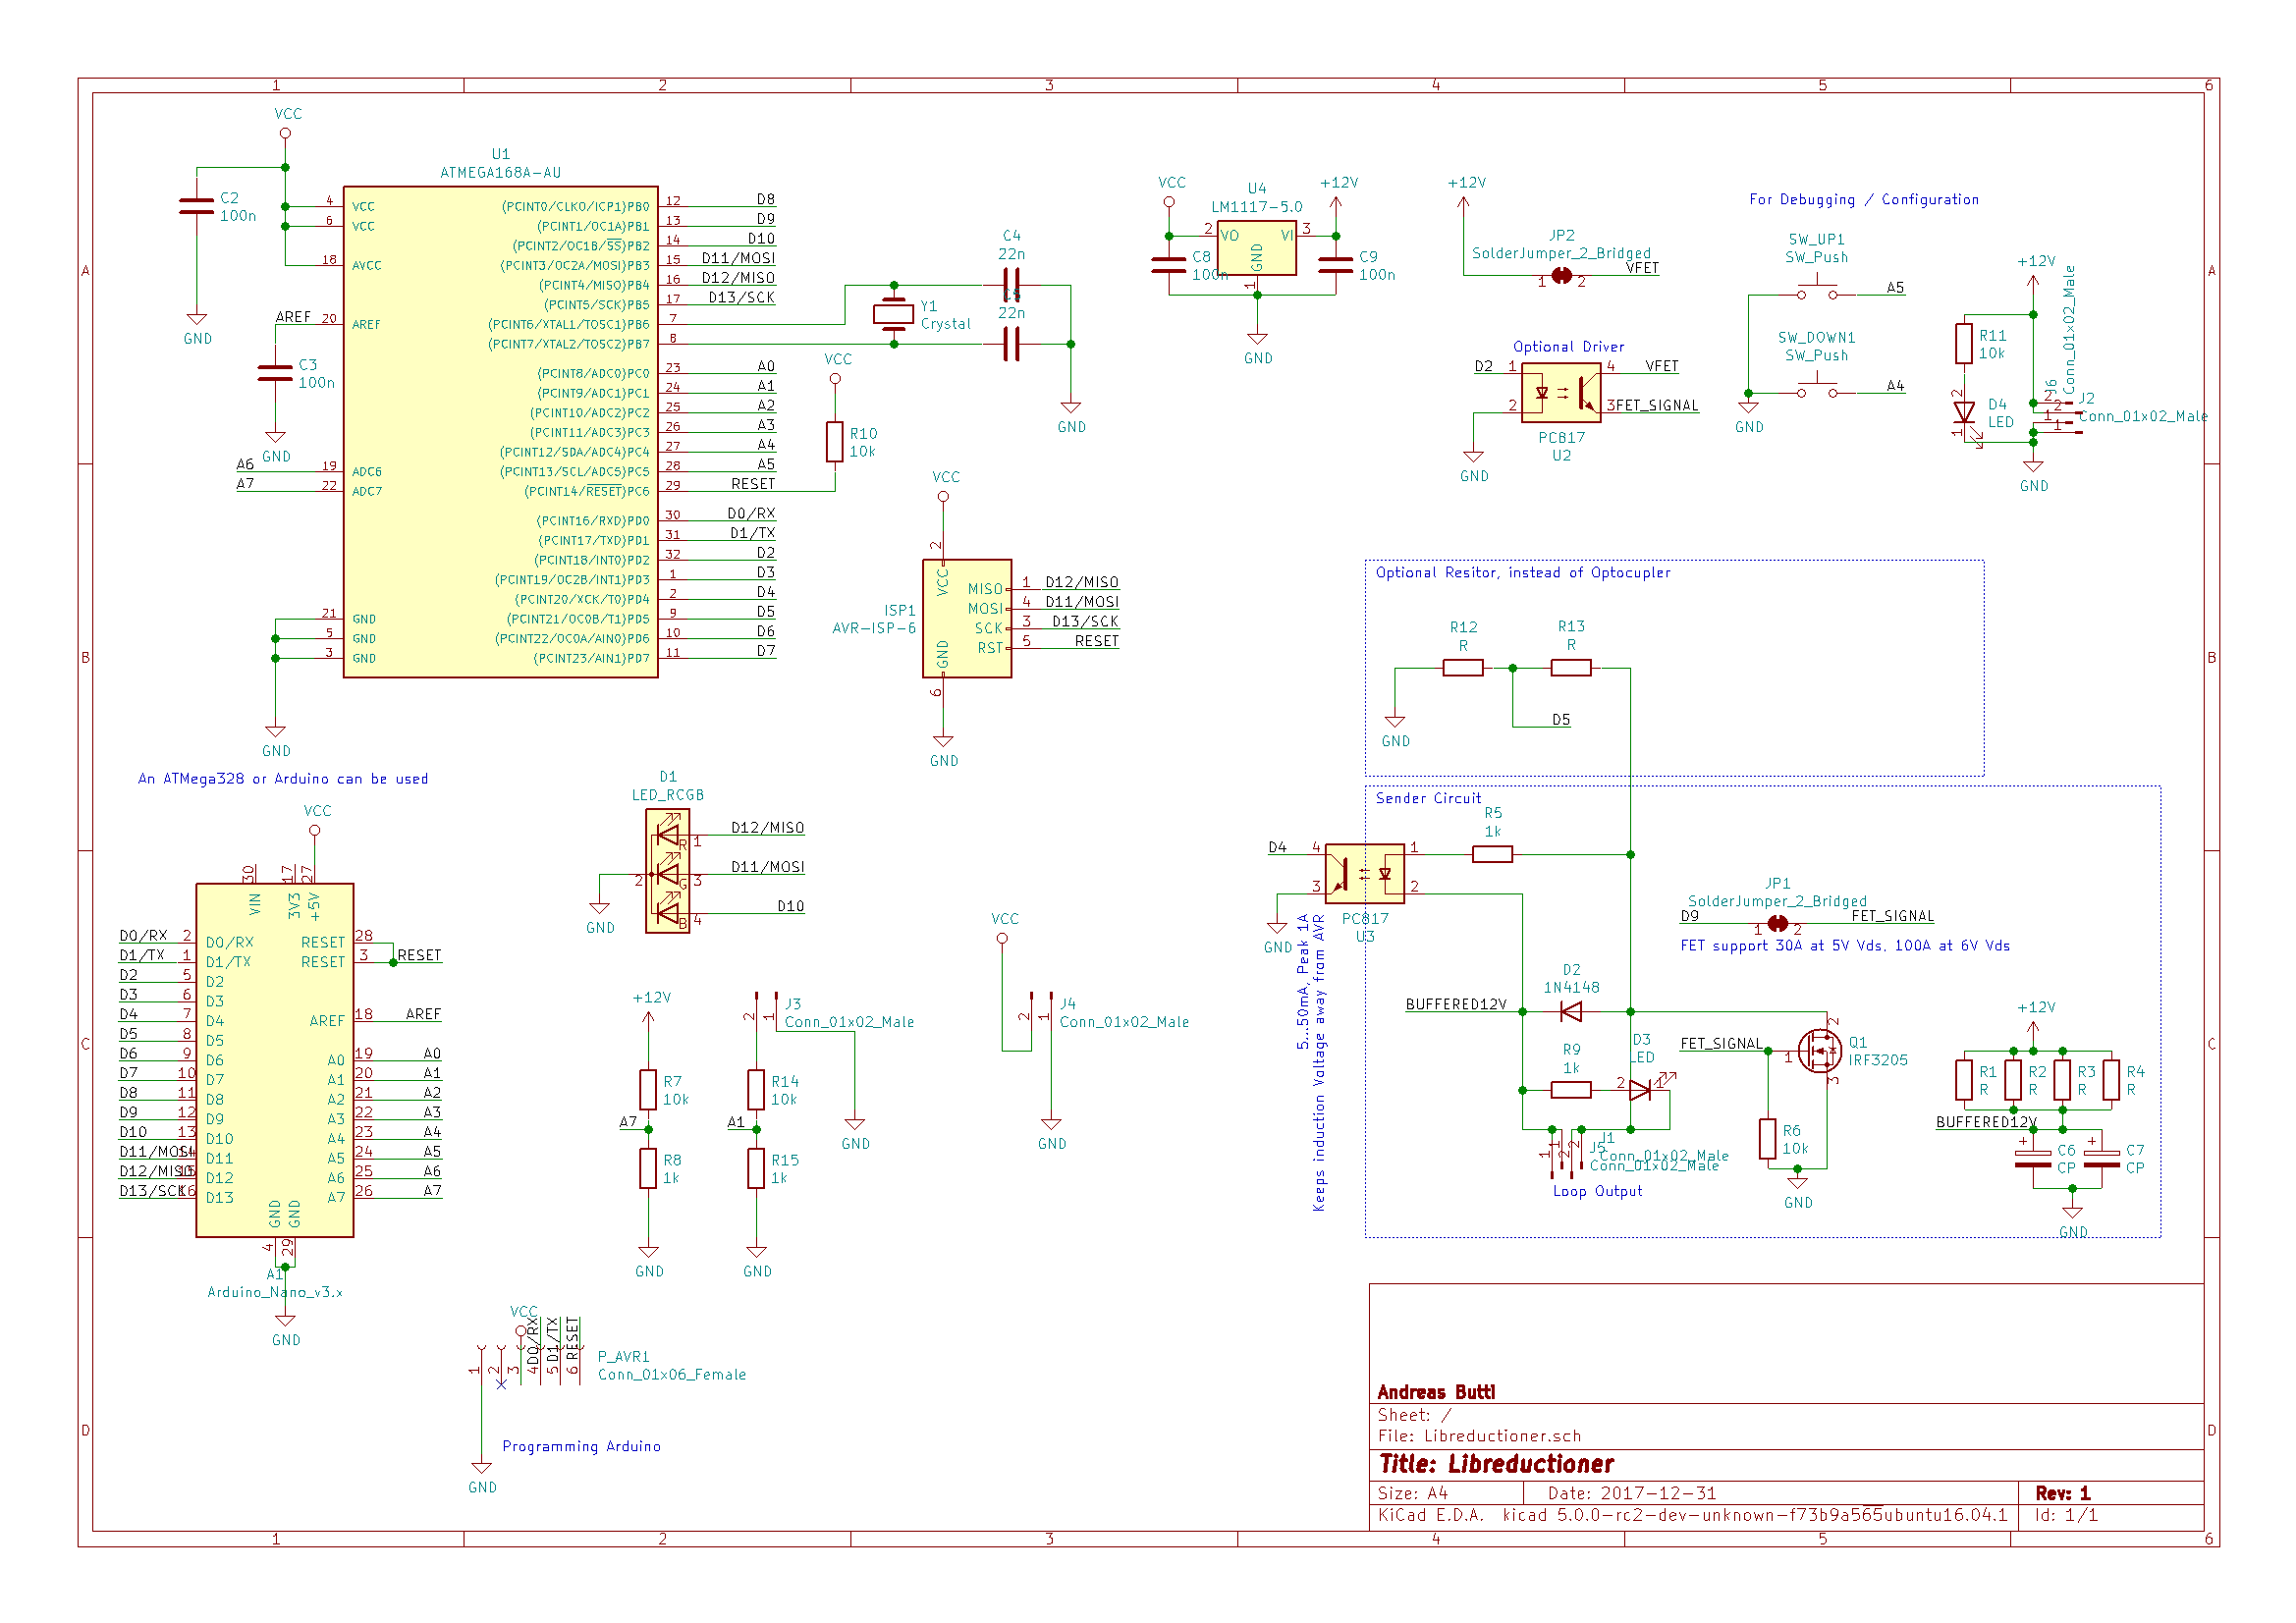 1 2 3 4 5 6
A
B
C
D
A
B
C
D
VCC
C2
100n
GND
U1
ATMEGA168A-AU
4 VCC
6 VCC
18 AVCC
AREF 20 AREF
C3
100n
GND
A6 19 ADC6
A7 22 ADC7
21 GND
5 GND
3 GND
GND
(PCINT0/CLKO/ICP1)PB0 12 D8
(PCINT1/OC1A)PB1 13 D9
(PCINT2/OC1B/SS)PB2 14 D10
(PCINT3/OC2A/MOSI)PB3 15 D11/MOSI
(PCINT4/MISO)PB4 16 D12/MISO
(PCINT5/SCK)PB5 17 D13/SCK
(PCINT6/XTAL1/TOSC1)PB6 7
(PCINT7/XTAL2/TOSC2)PB7 8
(PCINT8/ADC0)PC0 23 A0
(PCINT9/ADC1)PC1 24 A1
(PCINT10/ADC2)PC2 25 A2
(PCINT11/ADC3)PC3 26 A3
(PCINT12/SDA/ADC4)PC4 27 A4
(PCINT13/SCL/ADC5)PC5 28 A5
(PCINT14/RESET)PC6 29 RESET
(PCINT16/RXD)PD0 30 D0/RX
(PCINT17/TXD)PD1 31 D1/TX
(PCINT18/INT0)PD2 32 D2
(PCINT19/OC2B/INT1)PD3 1 D3
(PCINT20/XCK/T0)PD4 2 D4
(PCINT21/OC0B/T1)PD5 9 D5
(PCINT22/OC0A/AIN0)PD6 10 D6
(PCINT23/AIN1)PD7 11 D7
Y1
Crystal
C4
22n
22n
GND
VCC
R10
10k
VCC
2
VCC
ISP1
AVR-ISP-6
MISO 1 D12/MISO
MOSI 4 D11/MOSI
SCK 3 D13/SCK
RST 5 RESET
GND
6
GND
VCC
U4
LM1117-5.0
+12V
2 VO VI 3
GND
1
C8
100n
C9
100n
GND
+12V
JP2
SolderJumper_2_Bridged
1 2
VFET
Optional Driver
D2 1 4 VFET
2 3 FET_SIGNAL
PC817
U2
GND
For Debugging / Configuration
SW_UP1
SW_Push
A5
SW_DOWN1
SW_Push
A4
GND
+12V
R11
10k
2
D4
LED
1
J6
Conn_01x02_Male
2
2
1
1
J2
Conn_01x02_Male
GND
Optional Resitor, instead of Optocupler
R12
R
R13
R
D5
GND
An ATMega328 or Arduino can be used
VCC
30 17 27
VIN 3V3 +5V
D0/RX 2 D0/RX
D1/TX 1 D1/TX
D2 5 D2
D3 6 D3
D4 7 D4
D5 8 D5
D6 9 D6
D7 10 D7
D8 11 D8
D9 12 D9
D10 13 D10
D11/MOSI 14 D11
D12/MISO 15 D12
D13/SCK 16 D13
RESET 28
RESET 3 RESET
AREF 18 AREF
A0 19 A0
A1 20 A1
A2 21 A2
A3 22 A3
A4 23 A4
A5 24 A5
A6 25 A6
A7 26 A7
GND GND
4 29
A1
Arduino_Nano_v3.x
GND
D1
LED_RCGB
R 1 D12/MISO
2 G 3 D11/MOSI
B 4 D10
GND
+12V
R7
10k
A7
R8
1k
GND
2 1
J3
Conn_01x02_Male
R14
10k
A1
R15
1k
GND
GND
VCC
2 1
J4
Conn_01x02_Male
GND
VCC
D0/RX
D1/TX
RESET
1 2 3 4 5 6
P_AVR1
Conn_01x06_Female
GND
Programming Arduino
Sender Circuit
D4 4 1
3 2
GND
PC817
U3
5...50mA, Peak 1A
Keeps induction Valtage away from AVR
R5
1k
JP1
SolderJumper_2_Bridged
D9 1 2 FET_SIGNAL
FET support 30A at 5V Vds, 100A at 6V Vds
D2
1N4148
BUFFERED12V
R9
1k
D3
LED
2 1
FET_SIGNAL
1 2 3
Q1
IRF3205
R6
10k
GND
1 1 2 2
J1
J5
Conn_01x02_Male
Conn_01x02_Male
Loop Output
+12V
R1
R
R2
R
R3
R
R4
R
BUFFERED12V
+
C6
CP
+
C7
CP
GND
Andreas Butti
Sheet: /
File: Libreductioner.sch
Title: Libreductioner
Size: A4 Date: 2017-12-31 Rev: 1
KiCad E.D.A. kicad 5.0.0-rc2-dev-unknown-f73b9a565ubuntu16.04.1 Id: 1/1
1 2 3 4 5 6